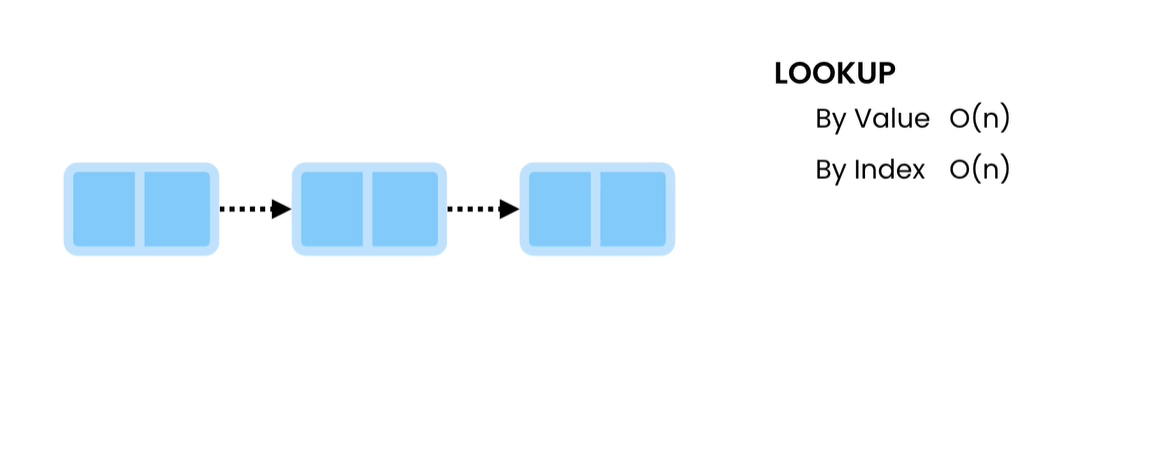 LOOKUP
By Value O(n)
By Index O(n)